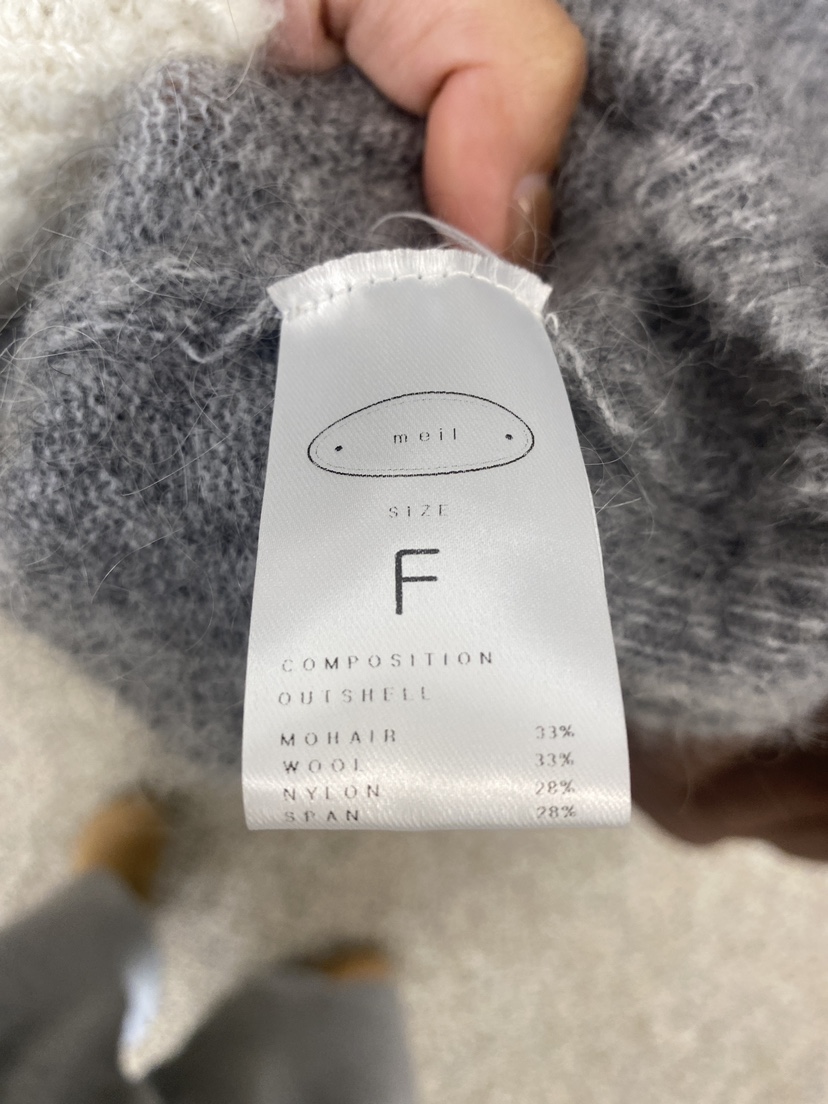 meil
SIZE
F
COMPOSITION
OUTSHELL
MOHAIR 33%
WOOL 33%
NYLON 28%
SPAN 28%